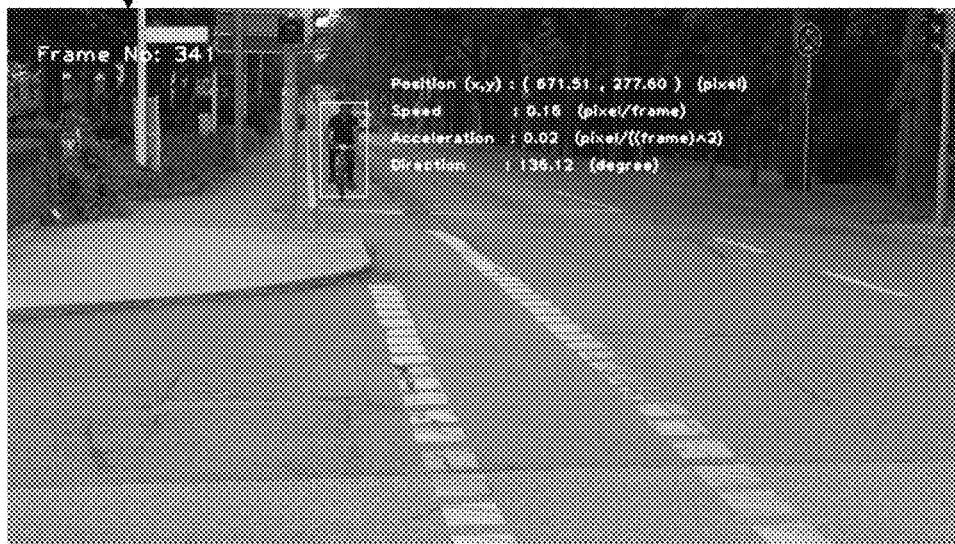 Frame No: 341
Position (x,y) : ( 671.51 , 277.60 ) (pixel)
Speed : 0.16 (pixel/frame)
Acceleration : 0.02 (pixel/((frame)^2)
Direction : 136.12 (degree)